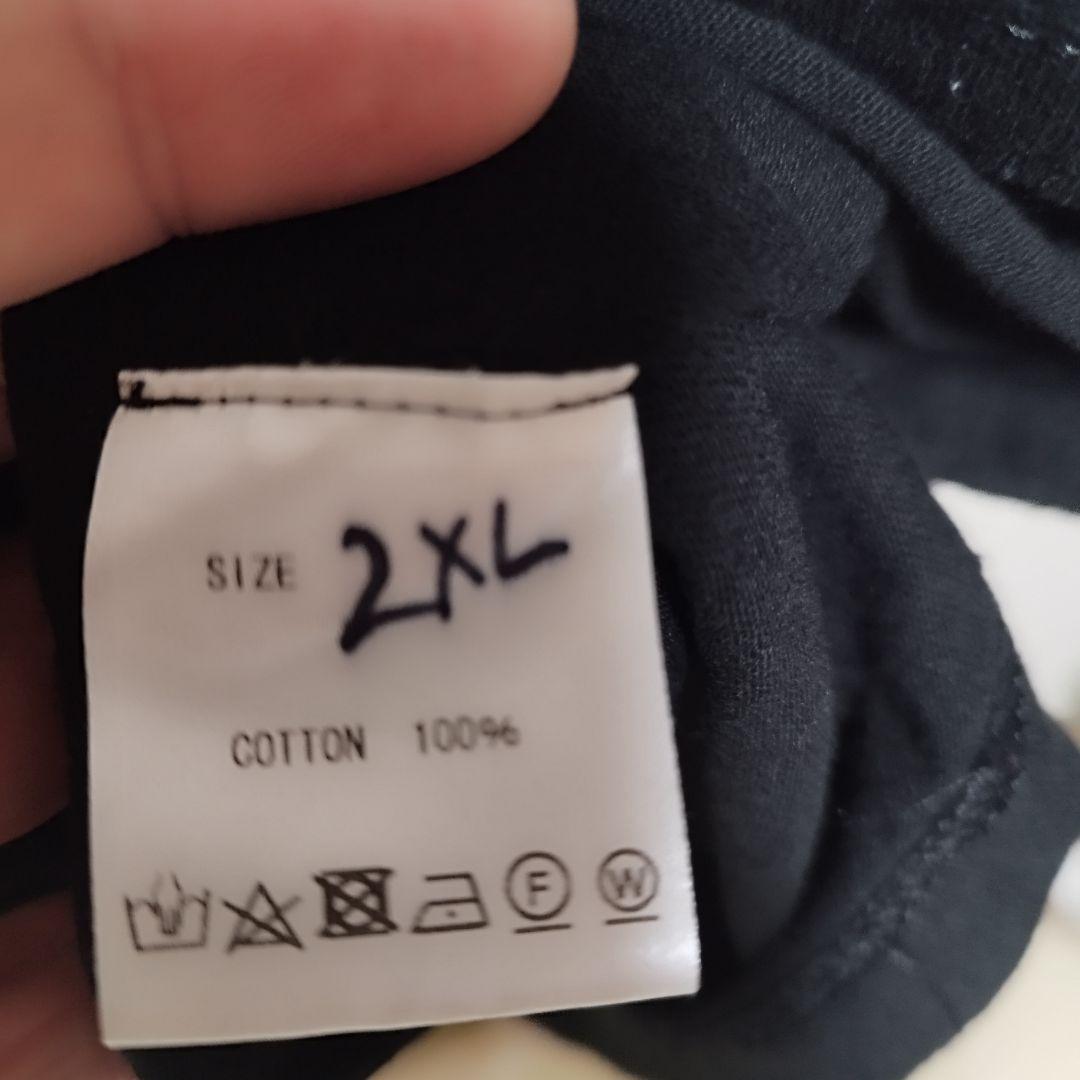 SIZE 2XL
COTTON 100%
F W